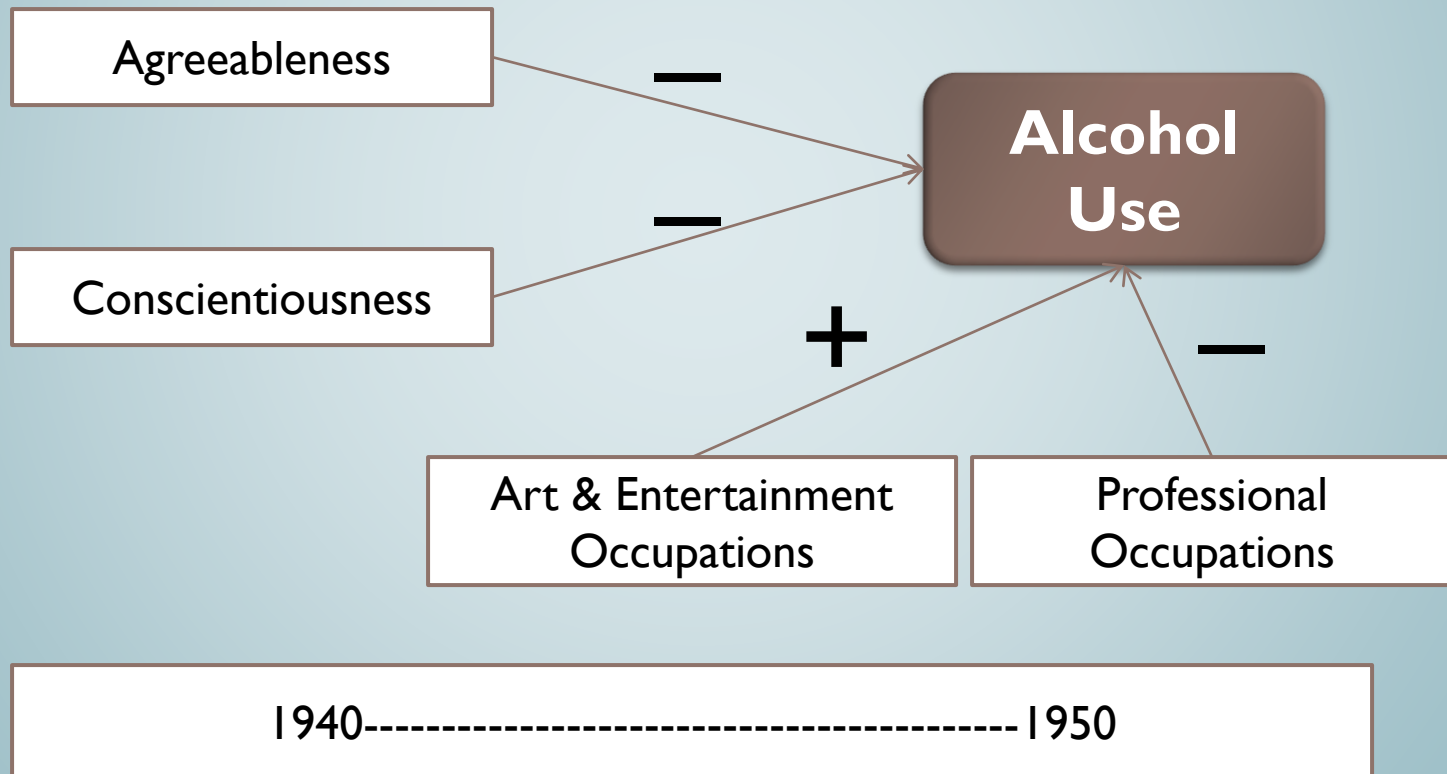 Agreeableness
–
Alcohol
Use
–
Conscientiousness
+
–
Art & Entertainment
Occupations
Professional
Occupations
1940------------------------------------------1950